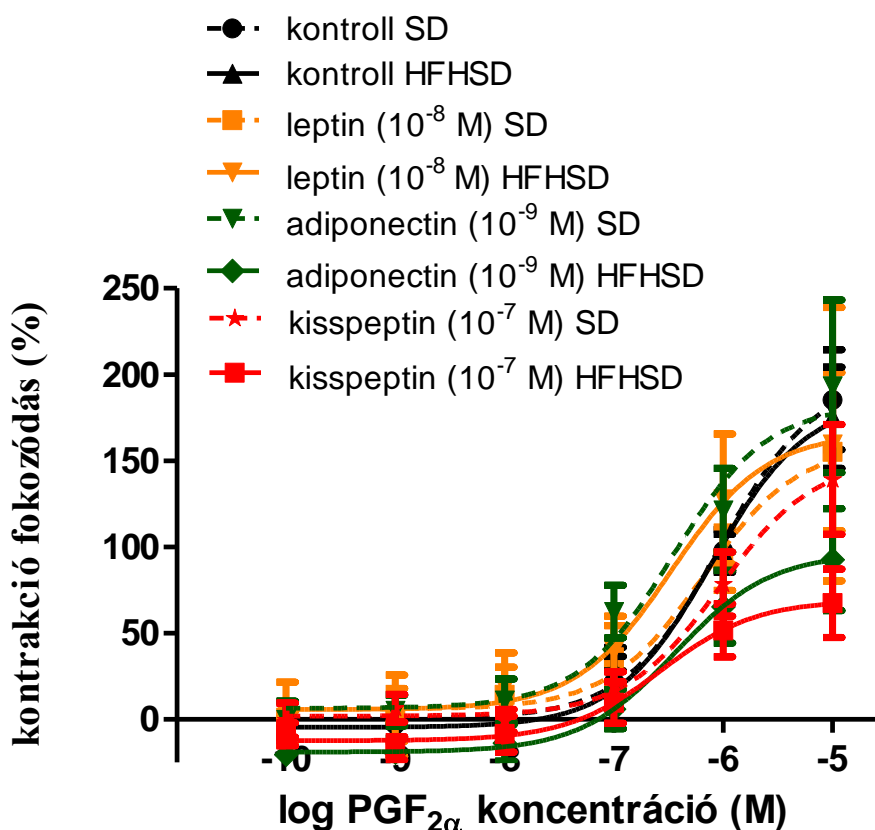 kontroll SD
kontroll HFHSD
leptin (10⁻⁸ M) SD
leptin (10⁻⁸ M) HFHSD
adiponectin (10⁻⁹ M) SD
adiponectin (10⁻⁹ M) HFHSD
kisspeptin (10⁻⁷ M) SD
kisspeptin (10⁻⁷ M) HFHSD
kontrakció fokozódás (%)
250
200
150
100
50
0
-10 -9 -8 -7 -6 -5
log PGF₂α koncentráció (M)